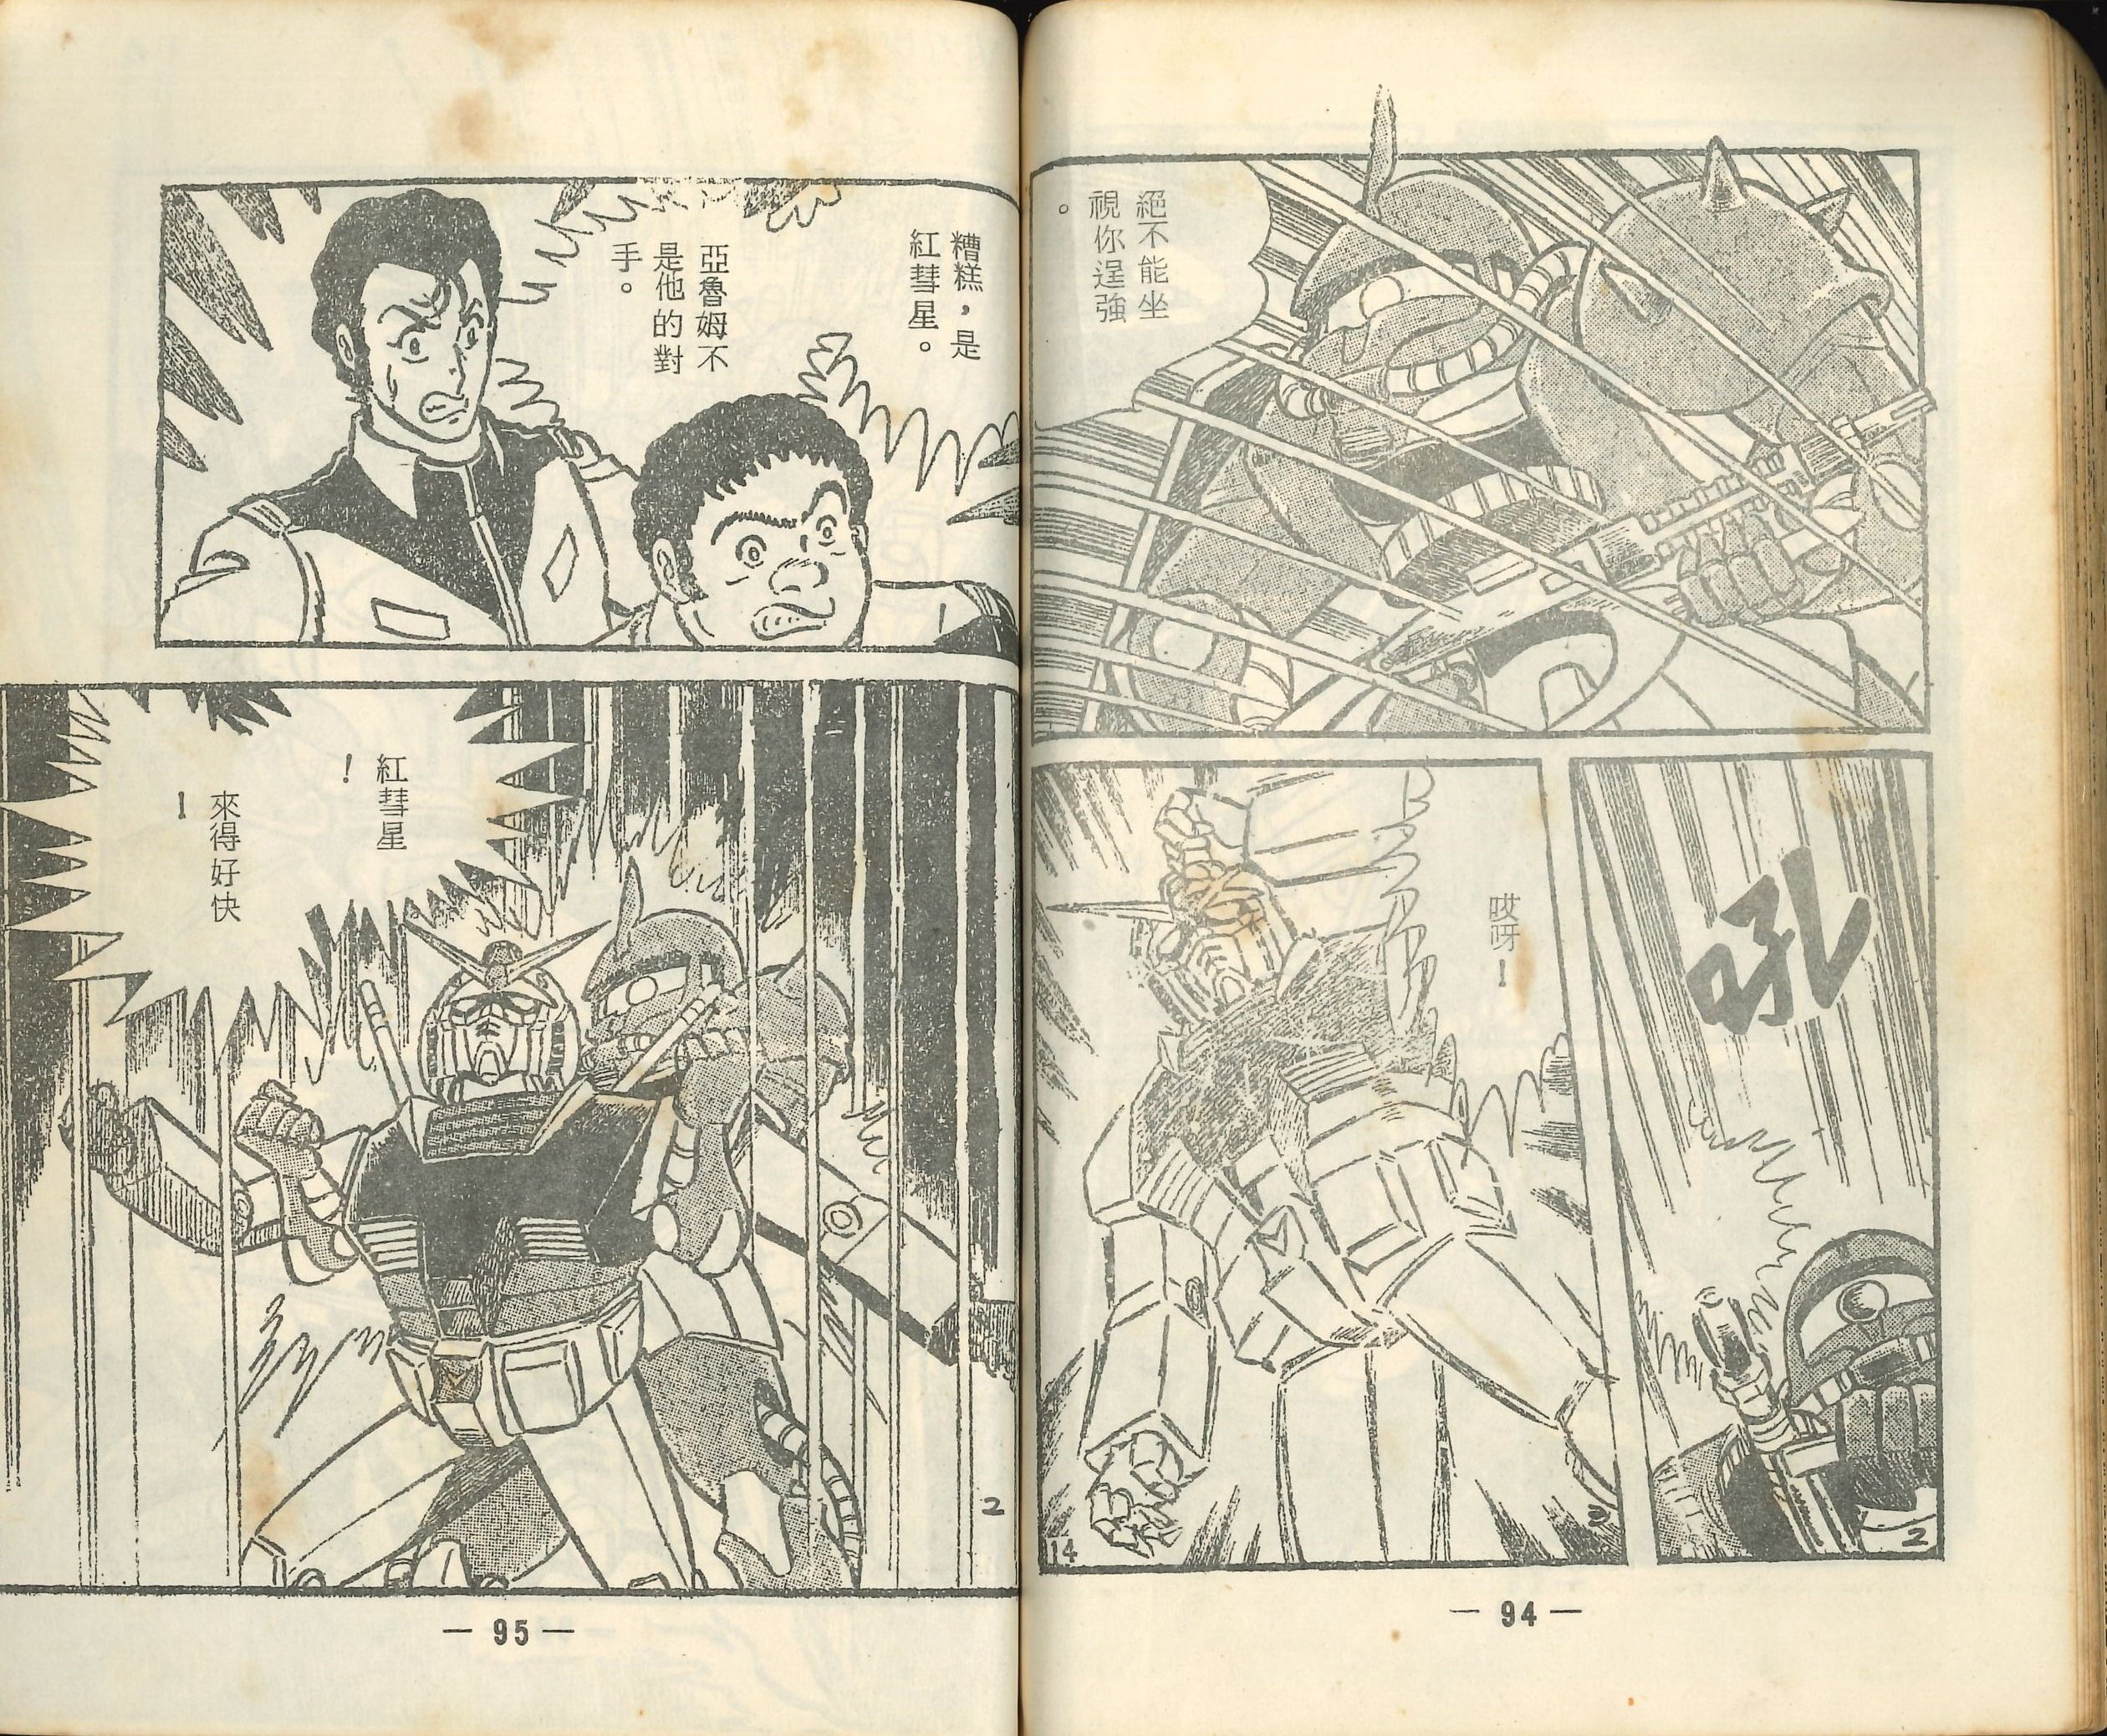 絕不能坐
視你逞強
。
吼
2
哎呀！
14
— 94 —
糟糕，是
紅彗星。
亞魯姆不
是他的對
手。
紅彗星
！
來得好快
！
2
— 95 —